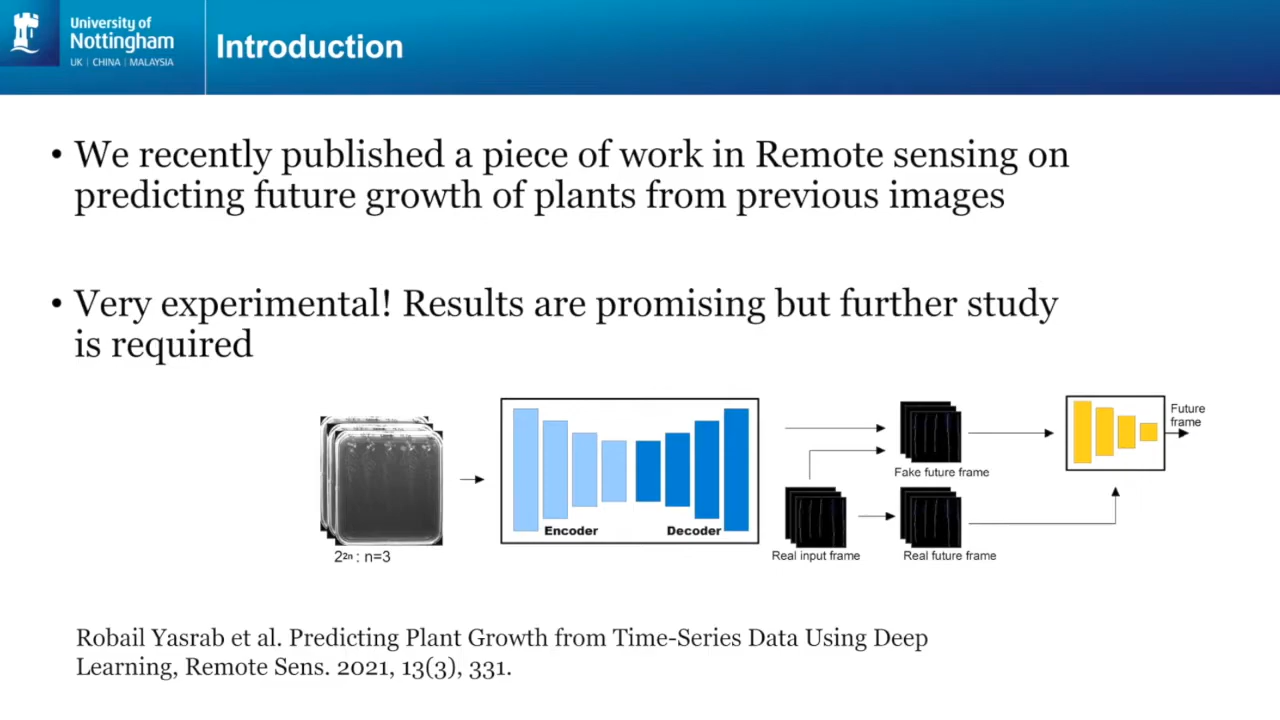 University of
Nottingham
UK | CHINA | MALAYSIA
Introduction
• We recently published a piece of work in Remote sensing on
predicting future growth of plants from previous images
• Very experimental! Results are promising but further study
is required
Future
frame
Fake future frame
Encoder
Decoder
2²ⁿ : n=3
Real input frame
Real future frame
Robail Yasrab et al. Predicting Plant Growth from Time-Series Data Using Deep
Learning, Remote Sens. 2021, 13(3), 331.